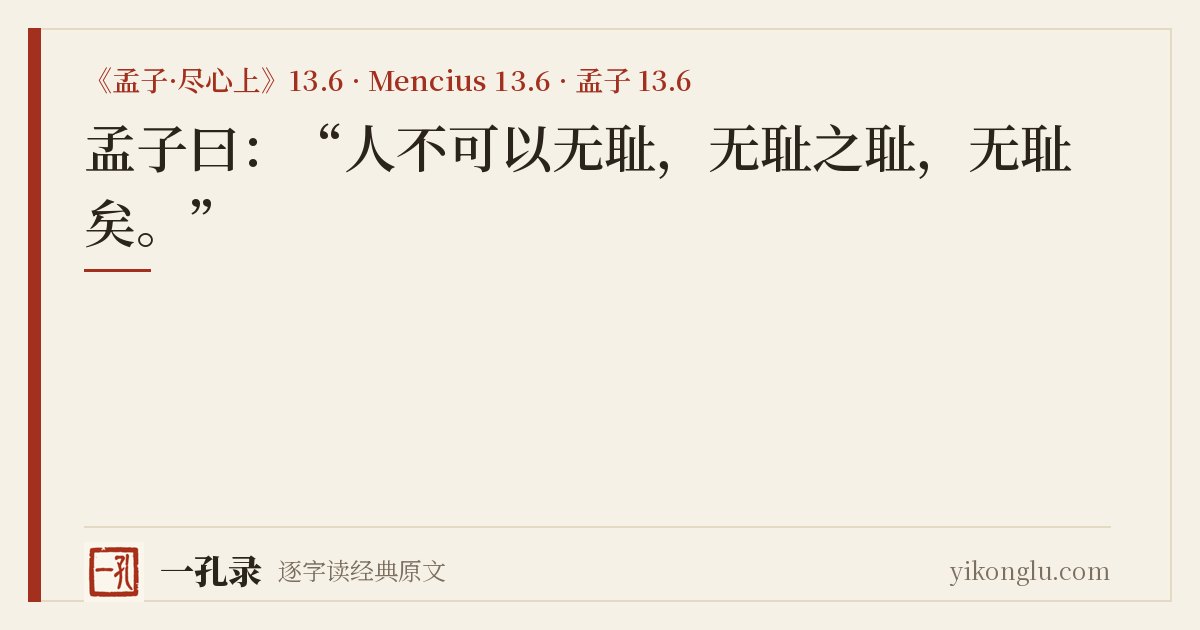 《孟子·尽心上》13.6 · Mencius 13.6 · 孟子 13.6
孟子曰：“人不可以无耻，无耻之耻，无耻
矣。”
一孔
一孔录 逐字读经典原文 yikonglu.com